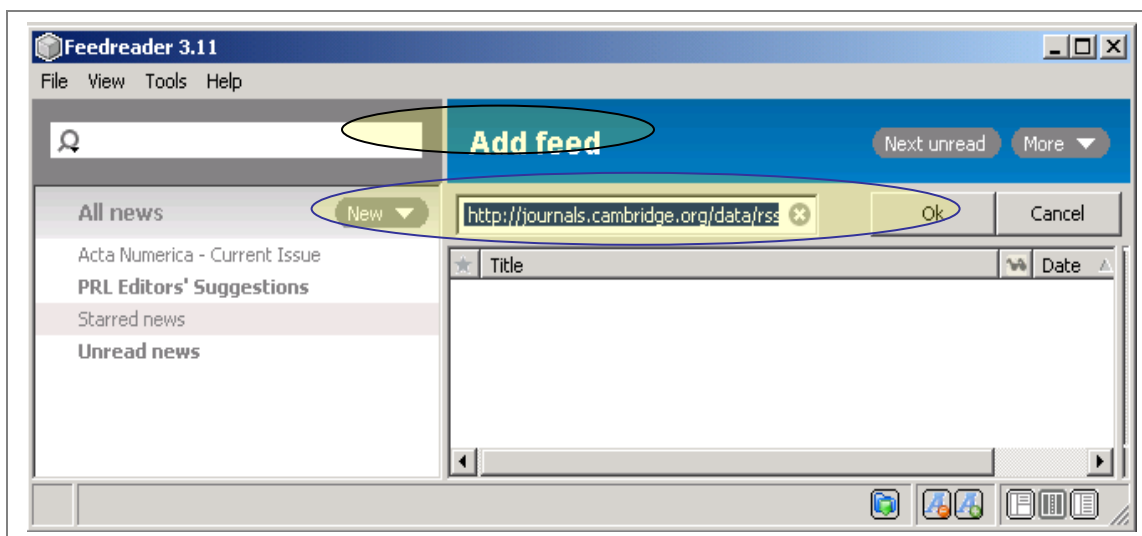 Feedreader 3.11
File View Tools Help
Add feed
Next unread
More
All news
New
http://journals.cambridge.org/data/rss
Ok
Cancel
Acta Numerica - Current Issue
PRL Editors' Suggestions
Starred news
Unread news
Title
Date